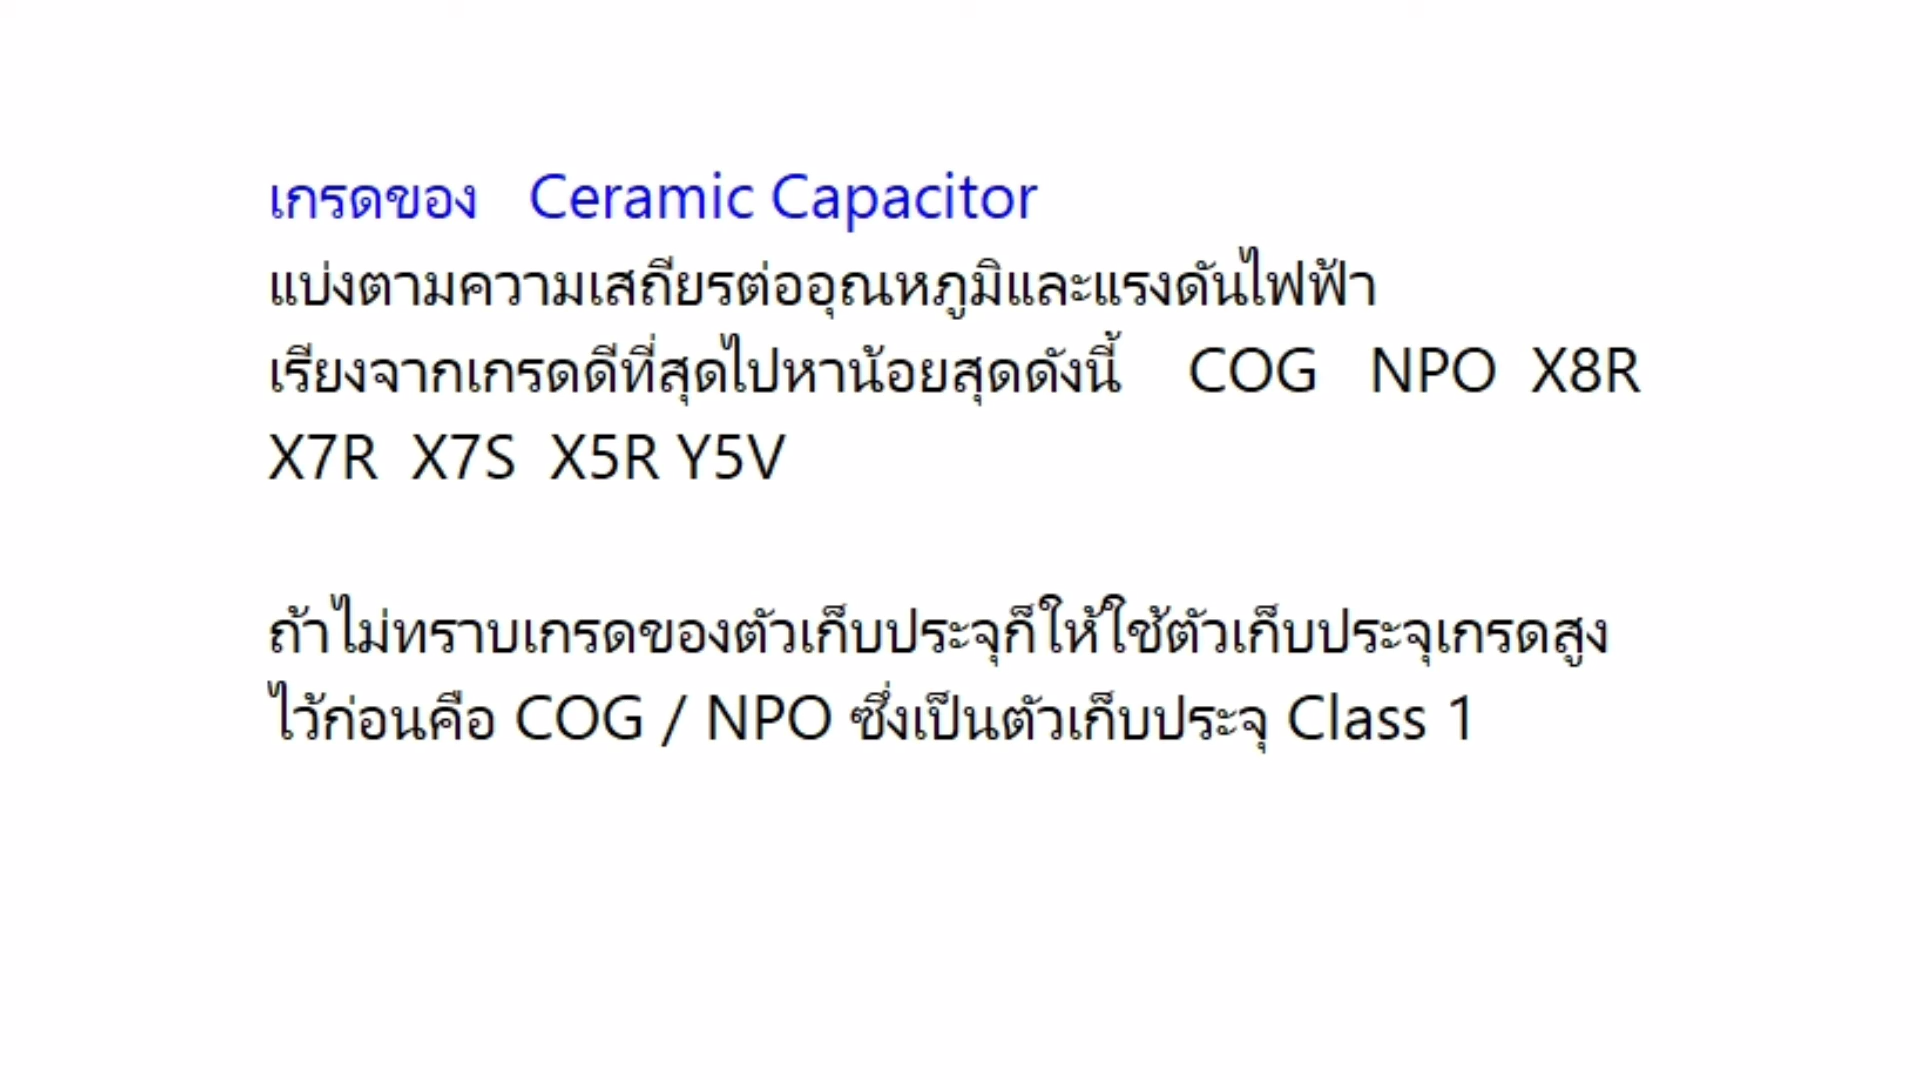 เกรดของ Ceramic Capacitor
แบ่งตามความเสถียรต่ออุณหภูมิและแรงดันไฟฟ้า
เรียงจากเกรดดีที่สุดไปหาน้อยสุดดังนี้ COG NPO X8R
X7R X7S X5R Y5V
ถ้าไม่ทราบเกรดของตัวเก็บประจุก็ให้ใช้ตัวเก็บประจุเกรดสูง
ไว้ก่อนคือ COG / NPO ซึ่งเป็นตัวเก็บประจุ Class 1